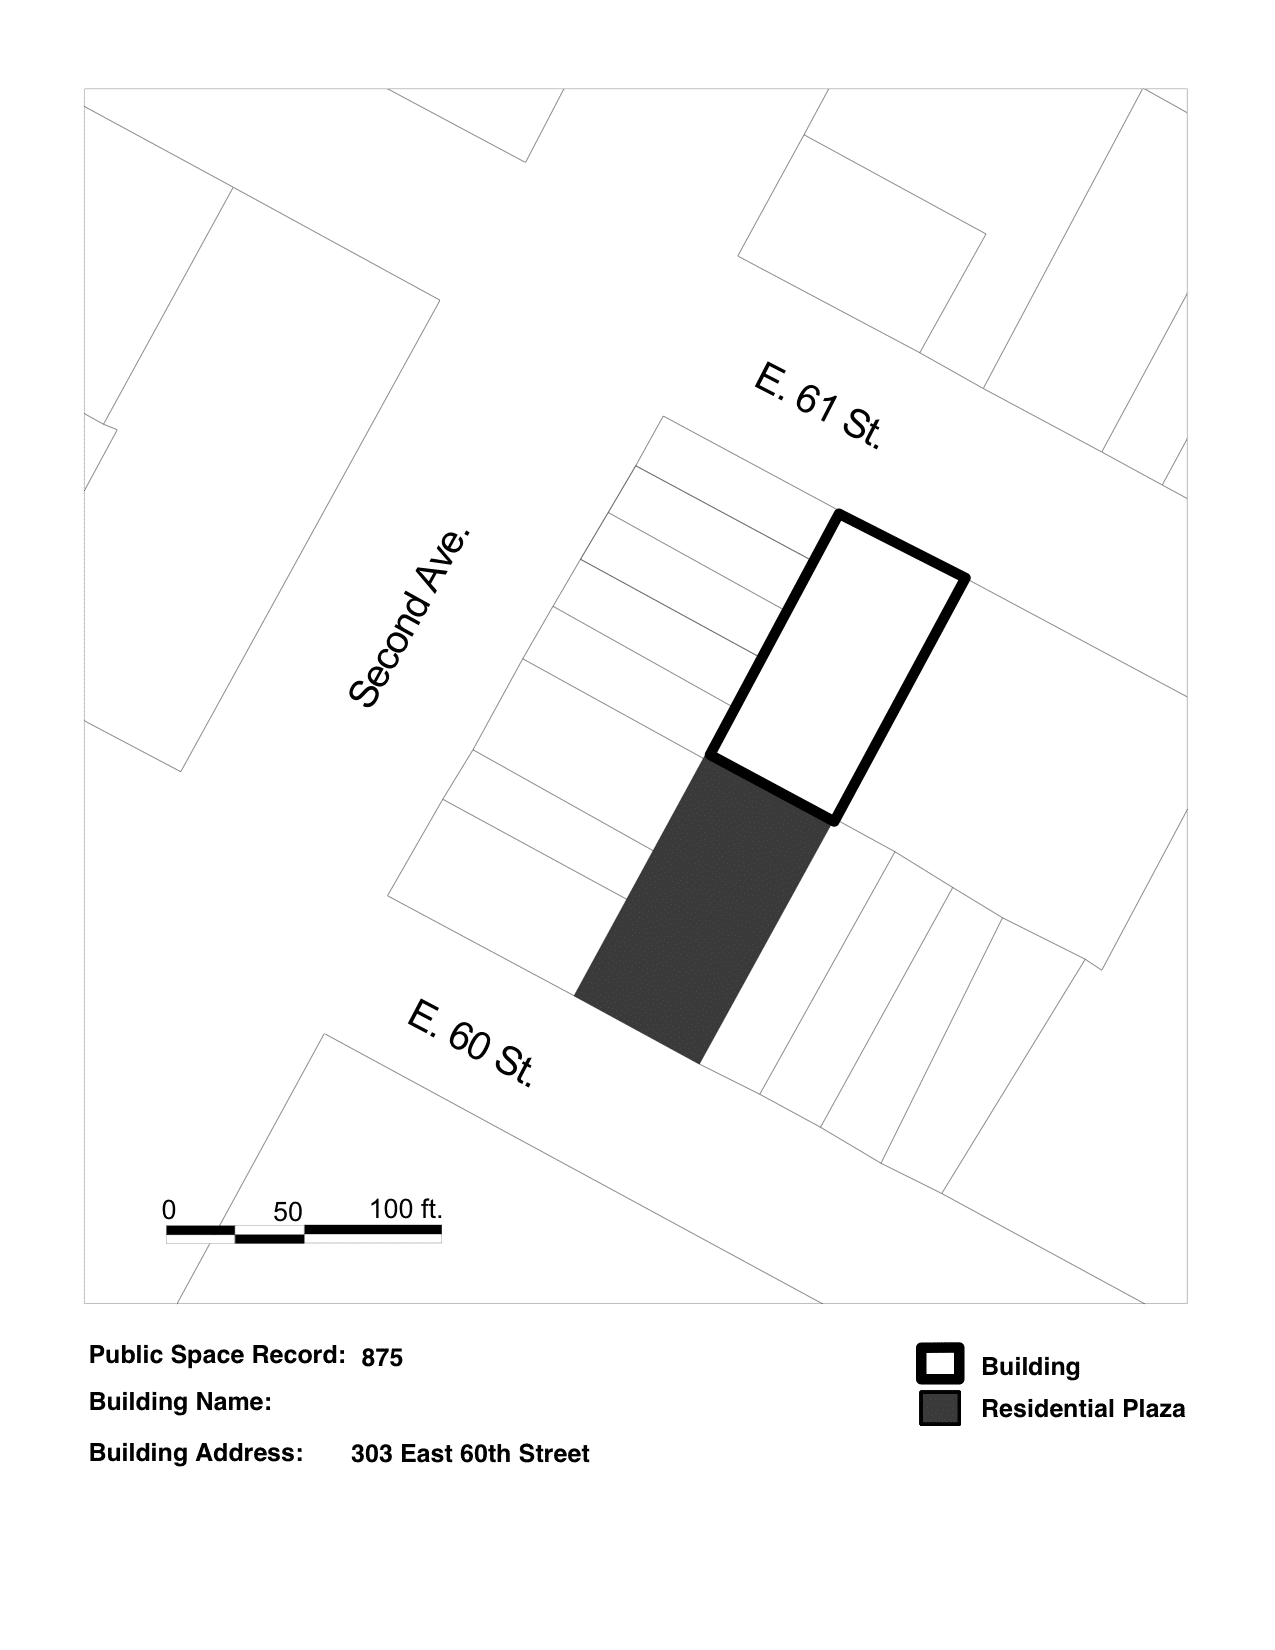 E. 61 St.
Second Ave.
E. 60 St.
0 50 100 ft.
Public Space Record: 875
Building Name:
Building Address: 303 East 60th Street
Building
Residential Plaza